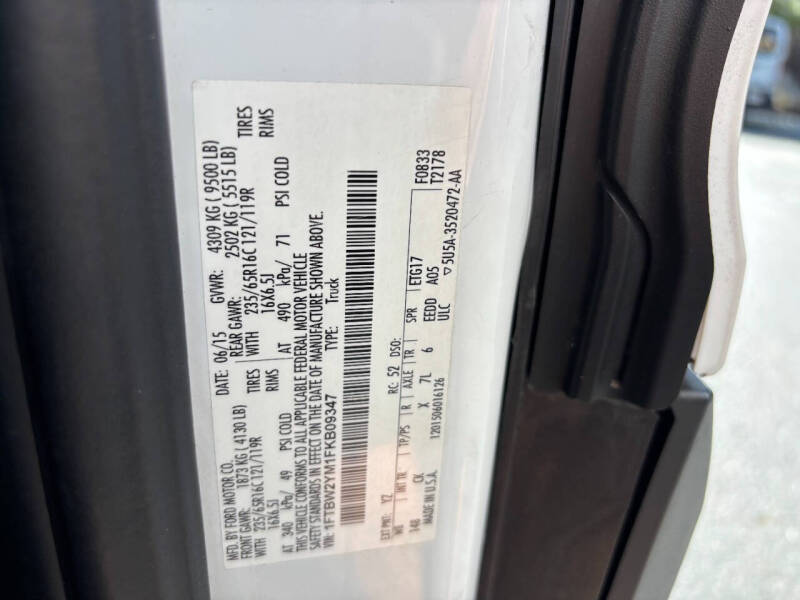 MFD. BY FORD MOTOR CO.
DATE: 06/15 GVWR: 4309 KG ( 9500 LB)
FRONT GAWR: 1873 KG ( 4130 LB) REAR GAWR: 2502 KG ( 5515 LB)
WITH 235/65R16C 121/119R TIRES WITH 235/65R16C 121/119R TIRES
16X6.5J RIMS 16X6.5J RIMS
AT 340 kPa/ 49 PSI COLD AT 490 kPa/ 71 PSI COLD
THIS VEHICLE CONFORMS TO ALL APPLICABLE FEDERAL MOTOR VEHICLE
SAFETY STANDARDS IN EFFECT ON THE DATE OF MANUFACTURE SHOWN ABOVE.
VIN: 1FTBW2YM1FKB09347 TYPE: Truck
EXT PNT: YZ RC: 52 DSO: F0833
WB INT TR TP/PS R AXLE TR SPR ETG17 T2178
148 CK X 7L 6 EEDD A05
MADE IN U.S.A. 1201506016126 ULC ▽5U5A-3520472-AA